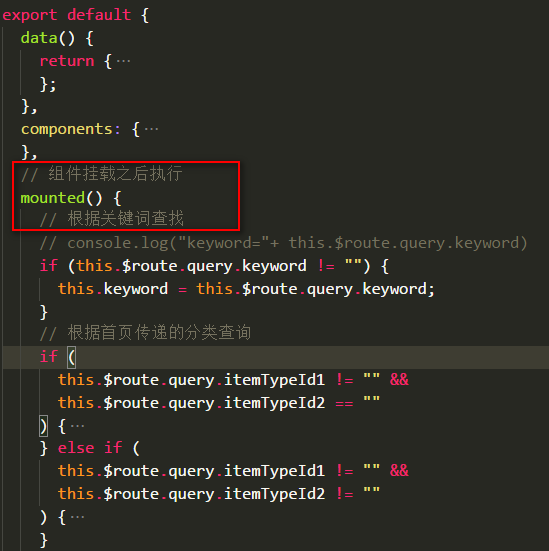 export default {
data() {
return {…
};
},
components: {…
},
// 组件挂载之后执行
mounted() {
// 根据关键词查找
// console.log("keyword="+ this.$route.query.keyword)
if (this.$route.query.keyword != "") {
this.keyword = this.$route.query.keyword;
}
// 根据首页传递的分类查询
if (
this.$route.query.itemTypeId1 != "" &&
this.$route.query.itemTypeId2 == ""
) {…
} else if (
this.$route.query.itemTypeId1 != "" &&
this.$route.query.itemTypeId2 != ""
) {…
}